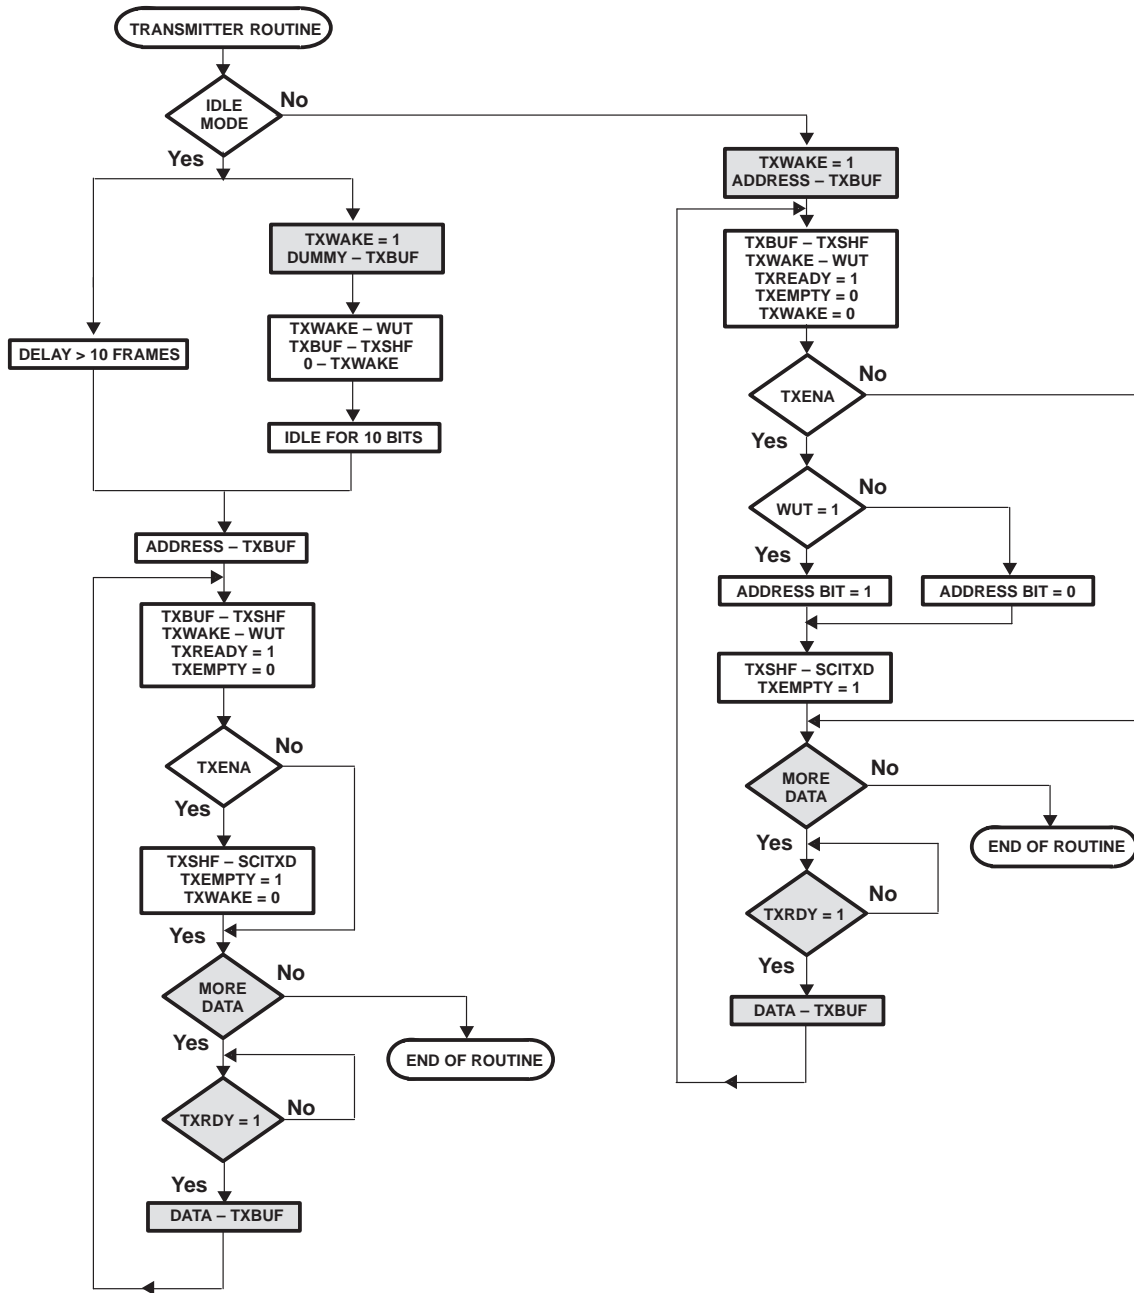 TRANSMITTER ROUTINE
IDLE
MODE
No
Yes
TXWAKE = 1
DUMMY – TXBUF
DELAY > 10 FRAMES
TXWAKE – WUT
TXBUF – TXSHF
0 – TXWAKE
IDLE FOR 10 BITS
ADDRESS – TXBUF
TXBUF – TXSHF
TXWAKE – WUT
TXREADY = 1
TXEMPTY = 0
TXENA
No
Yes
TXSHF – SCITXD
TXEMPTY = 1
TXWAKE = 0
Yes
MORE
DATA
No
Yes
END OF ROUTINE
TXRDY = 1
No
Yes
DATA – TXBUF
TXWAKE = 1
ADDRESS – TXBUF
TXBUF – TXSHF
TXWAKE – WUT
TXREADY = 1
TXEMPTY = 0
TXWAKE = 0
TXENA
No
Yes
WUT = 1
No
Yes
ADDRESS BIT = 1
ADDRESS BIT = 0
TXSHF – SCITXD
TXEMPTY = 1
MORE
DATA
No
Yes
END OF ROUTINE
TXRDY = 1
No
Yes
DATA – TXBUF